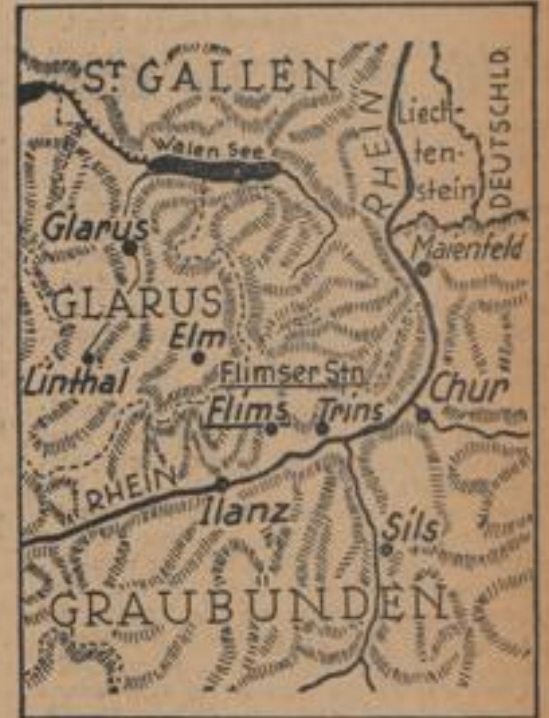 ST. GALLEN
RHEIN
Liech-
ten-
stein
DEUTSCHLD.
Walen See
Glarus
Maienfeld
GLARUS
Elm
Linthal
Flimser Stn.
Chur
Flims
Trins
RHEIN
Ilanz
Sils
GRAUBÜNDEN